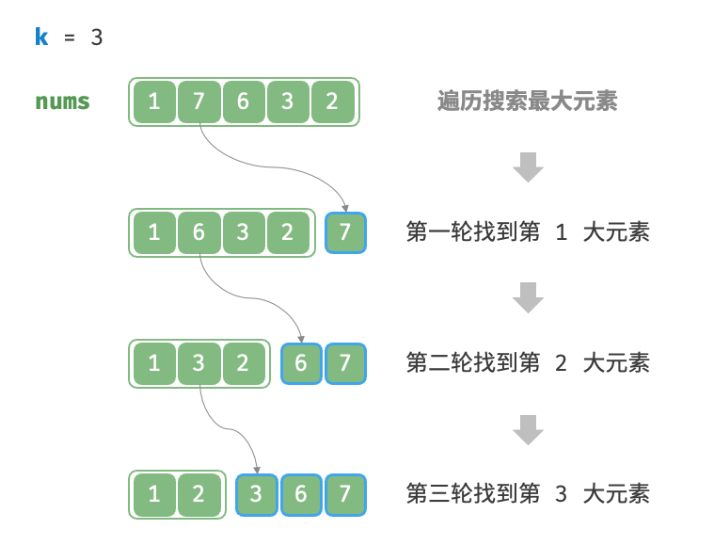 k = 3
nums 1 7 6 3 2 遍历搜索最大元素
1 6 3 2 7 第一轮找到第 1 大元素
1 3 2 6 7 第二轮找到第 2 大元素
1 2 3 6 7 第三轮找到第 3 大元素